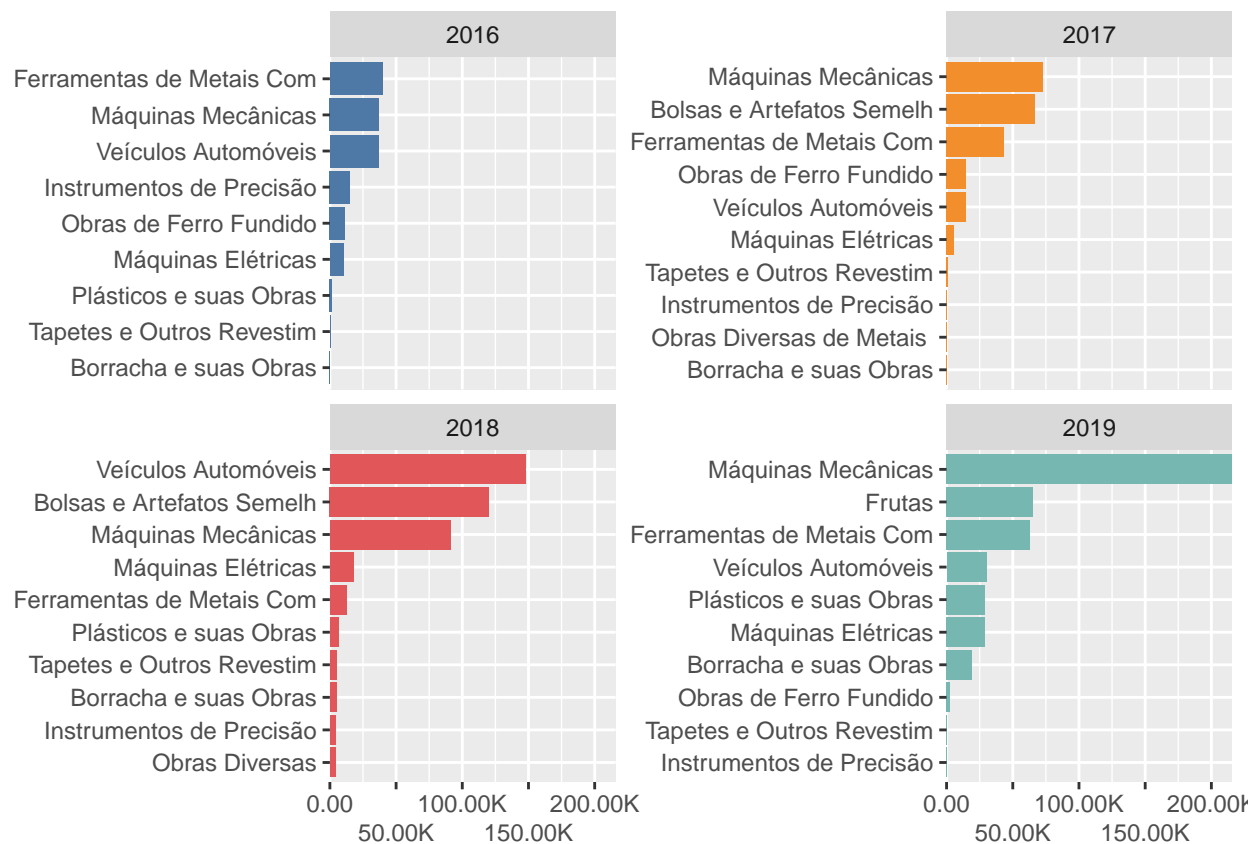 2016
Ferramentas de Metais Com
Máquinas Mecânicas
Veículos Automóveis
Instrumentos de Precisão
Obras de Ferro Fundido
Máquinas Elétricas
Plásticos e suas Obras
Tapetes e Outros Revestim
Borracha e suas Obras
2017
Máquinas Mecânicas
Bolsas e Artefatos Semelh
Ferramentas de Metais Com
Obras de Ferro Fundido
Veículos Automóveis
Máquinas Elétricas
Tapetes e Outros Revestim
Instrumentos de Precisão
Obras Diversas de Metais
Borracha e suas Obras
2018
Veículos Automóveis
Bolsas e Artefatos Semelh
Máquinas Mecânicas
Máquinas Elétricas
Ferramentas de Metais Com
Plásticos e suas Obras
Tapetes e Outros Revestim
Borracha e suas Obras
Instrumentos de Precisão
Obras Diversas
0.00 100.00K 200.00K
50.00K 150.00K
2019
Máquinas Mecânicas
Frutas
Ferramentas de Metais Com
Veículos Automóveis
Plásticos e suas Obras
Máquinas Elétricas
Borracha e suas Obras
Obras de Ferro Fundido
Tapetes e Outros Revestim
Instrumentos de Precisão
0.00 100.00K 200.00K
50.00K 150.00K